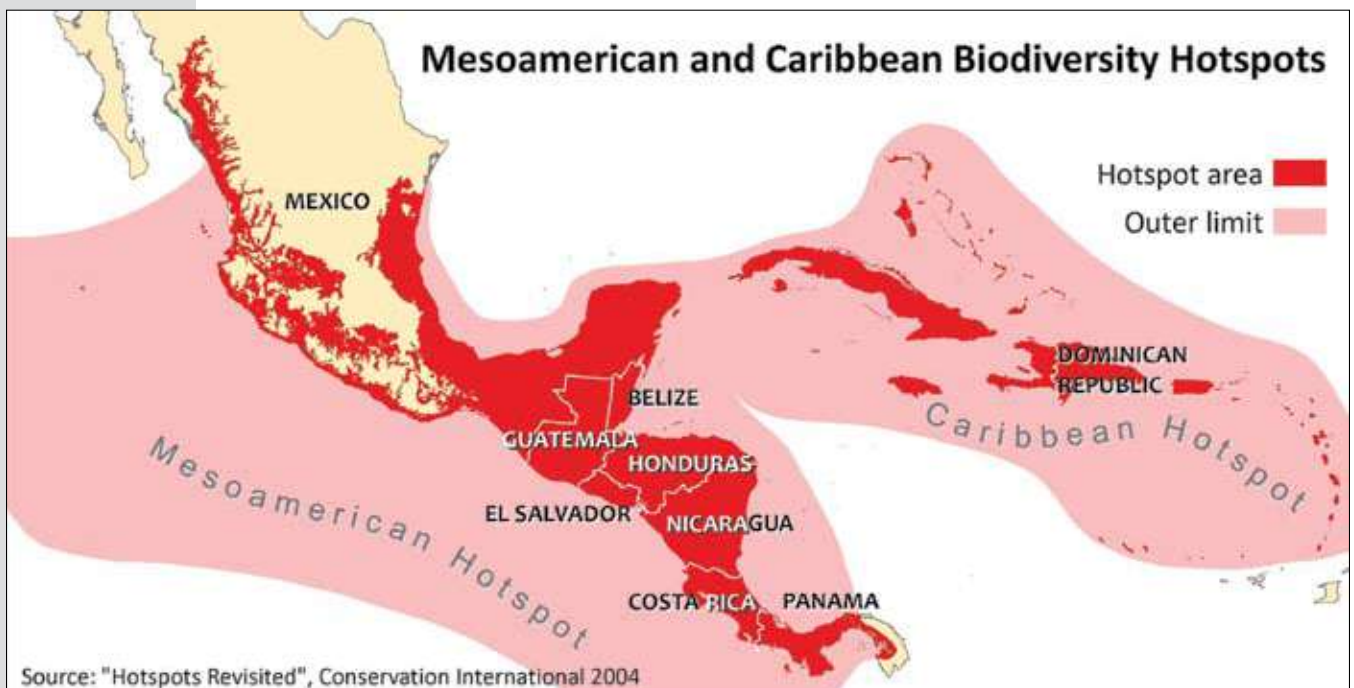 Mesoamerican and Caribbean Biodiversity Hotspots
Hotspot area
Outer limit
MEXICO
DOMINICAN
REPUBLIC
BELIZE
Caribbean Hotspot
GUATEMALA
HONDURAS
Mesoamerican Hotspot
EL SALVADOR
NICARAGUA
COSTA RICA
PANAMA
Source: "Hotspots Revisited", Conservation International 2004